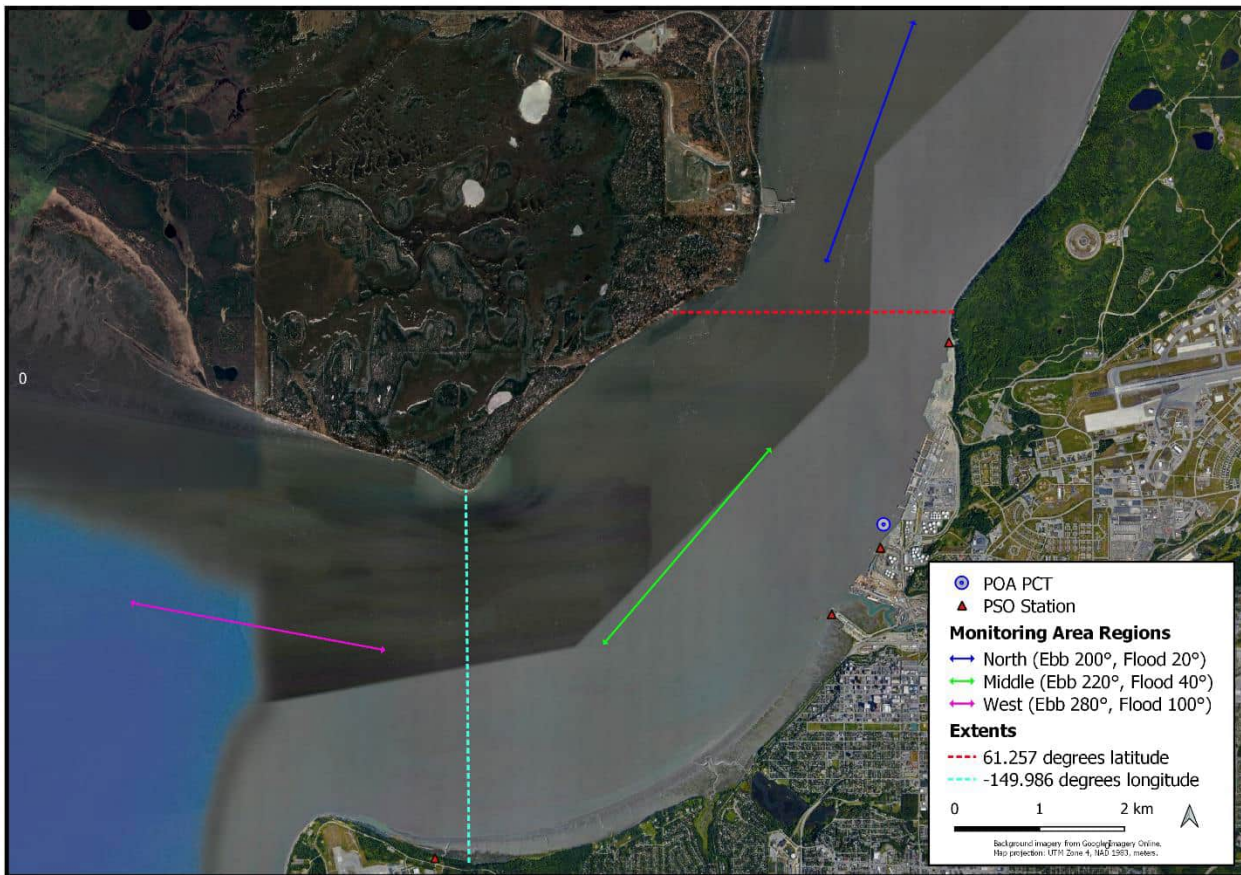 0
POA PCT
PSO Station
Monitoring Area Regions
North (Ebb 200°, Flood 20°)
Middle (Ebb 220°, Flood 40°)
West (Ebb 280°, Flood 100°)
Extents
61.257 degrees latitude
-149.986 degrees longitude
0 1 2 km
Background imagery from Google Imagery Online.
Map projection: UTM Zone 4, NAD 1983, meters.